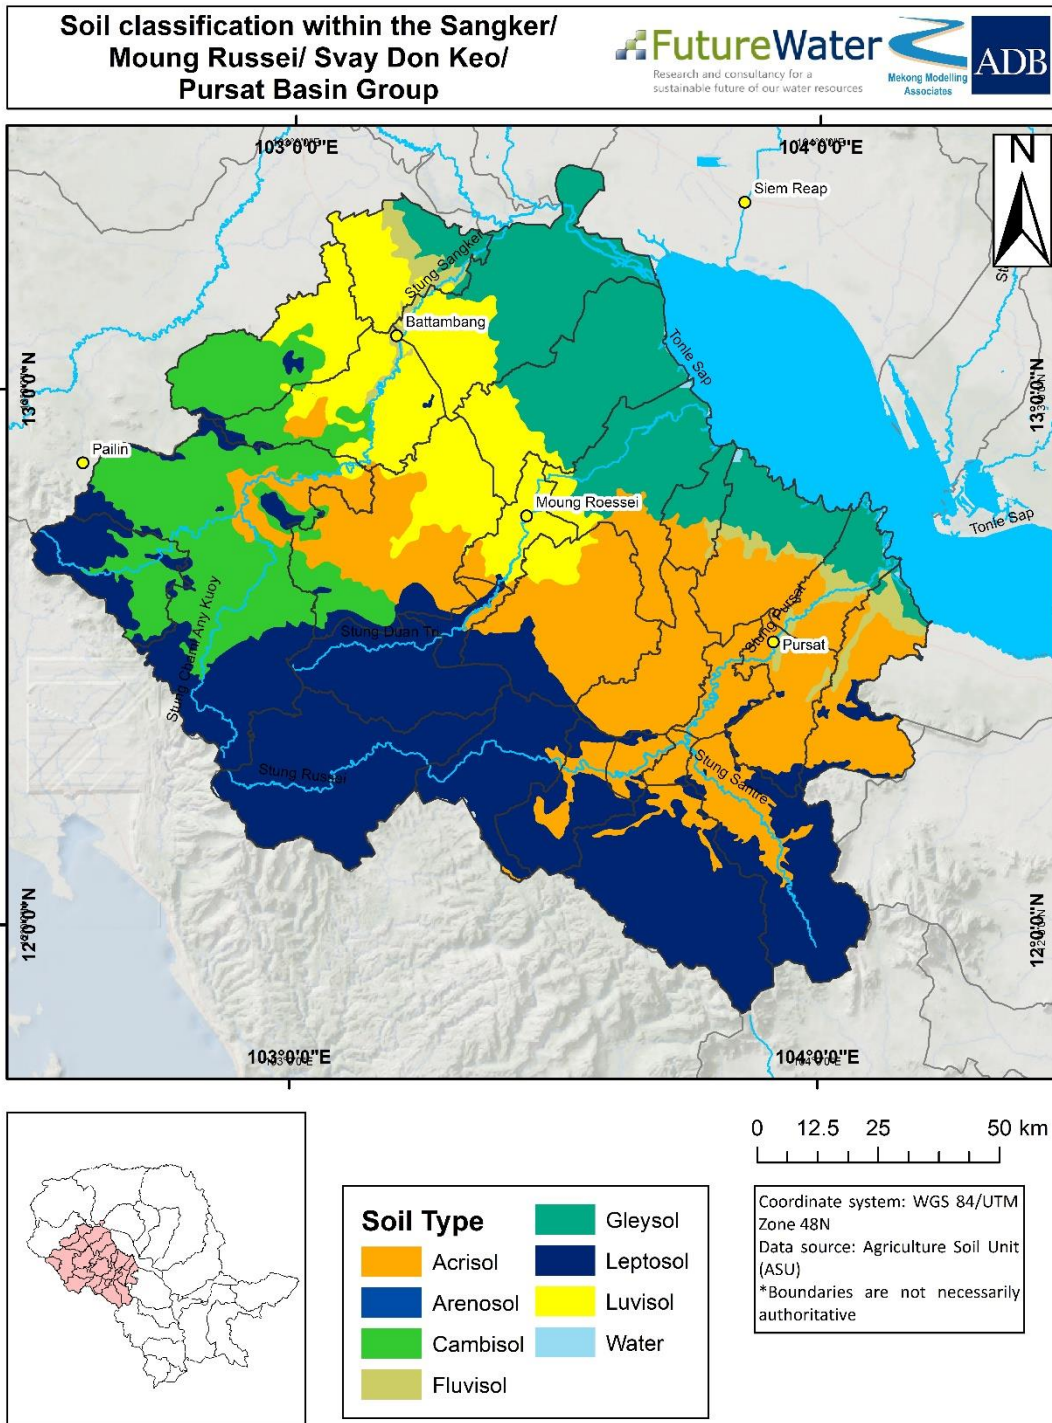 Soil classification within the Sangker/
Moung Russei/ Svay Don Keo/
Pursat Basin Group
FutureWater
Research and consultancy for a
sustainable future of our water resources
Mekong Modelling
Associates
ADB
103°0'0"E
104°0'0"E
N
Siem Reap
Stung Sangker
Battambang
Tonle Sap
13°0'0"N
13°0'0"N
Pailin
Moung Roessei
Tonle Sap
Stung Pursat
Stung Duan Tri
Pursat
Stung Russei
Stung Santre
12°0'0"N
12°0'0"N
103°0'0"E
104°0'0"E
0 12.5 25 50 km
Soil Type
Acrisol
Arenosol
Cambisol
Fluvisol
Gleysol
Leptosol
Luvisol
Water
Coordinate system: WGS 84/UTM
Zone 48N
Data source: Agriculture Soil Unit
(ASU)
*Boundaries are not necessarily
authoritative